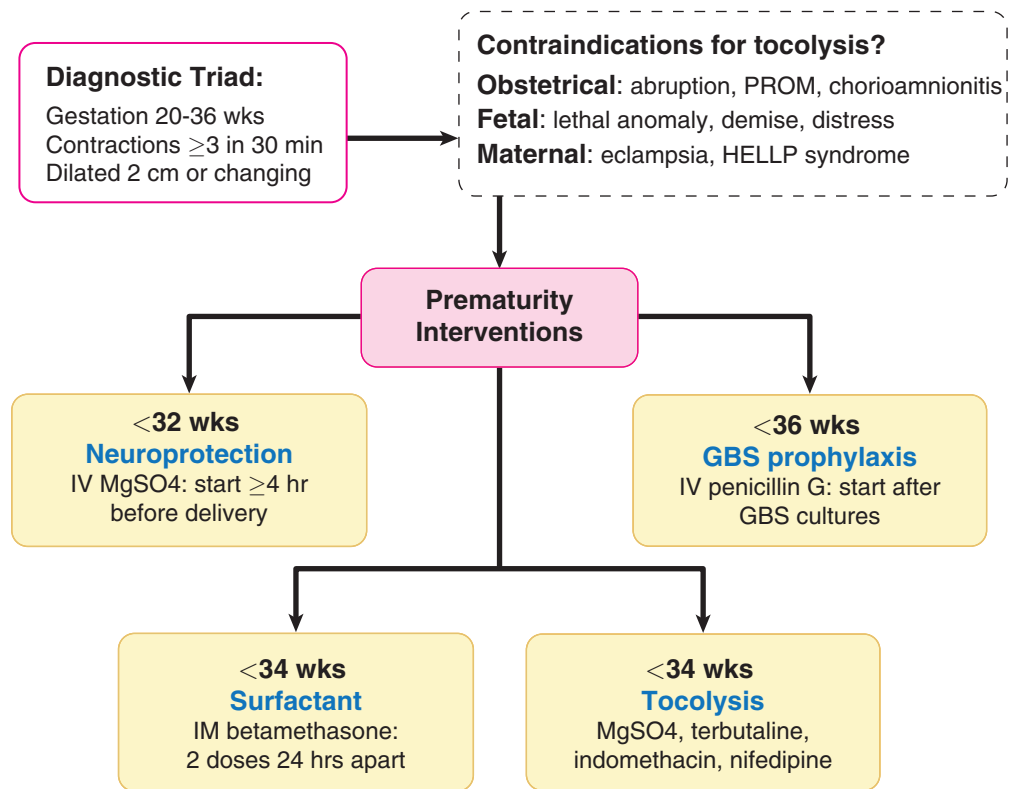 Diagnostic Triad:
Gestation 20-36 wks
Contractions ≥3 in 30 min
Dilated 2 cm or changing
Contraindications for tocolysis?
Obstetrical: abruption, PROM, chorioamnionitis
Fetal: lethal anomaly, demise, distress
Maternal: eclampsia, HELLP syndrome
Prematurity
Interventions
<32 wks
Neuroprotection
IV MgSO4: start ≥4 hr
before delivery
<36 wks
GBS prophylaxis
IV penicillin G: start after
GBS cultures
<34 wks
Surfactant
IM betamethasone:
2 doses 24 hrs apart
<34 wks
Tocolysis
MgSO4, terbutaline,
indomethacin, nifedipine